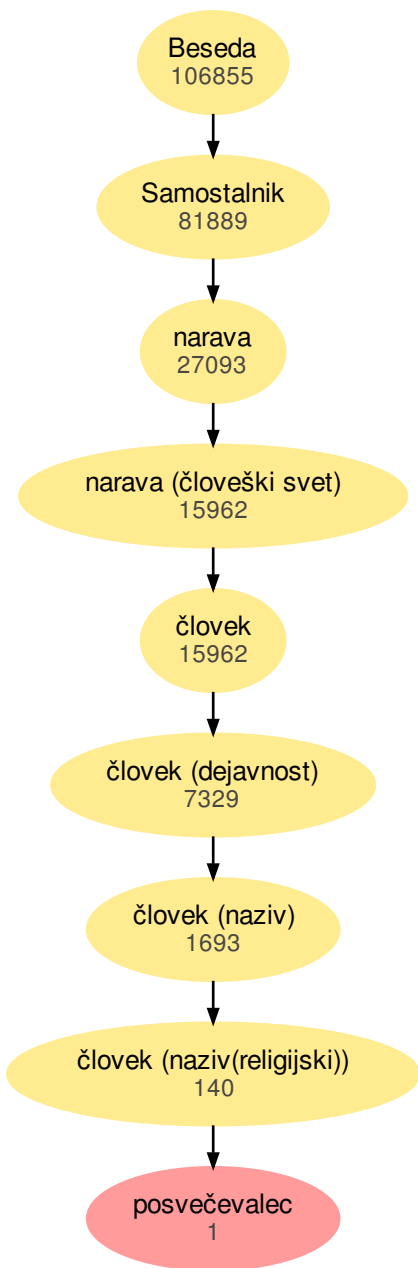 Beseda
106855
Samostalnik
81889
narava
27093
narava (človeški svet)
15962
človek
15962
človek (dejavnost)
7329
človek (naziv)
1693
človek (naziv(religijski))
140
posvečevalec
1